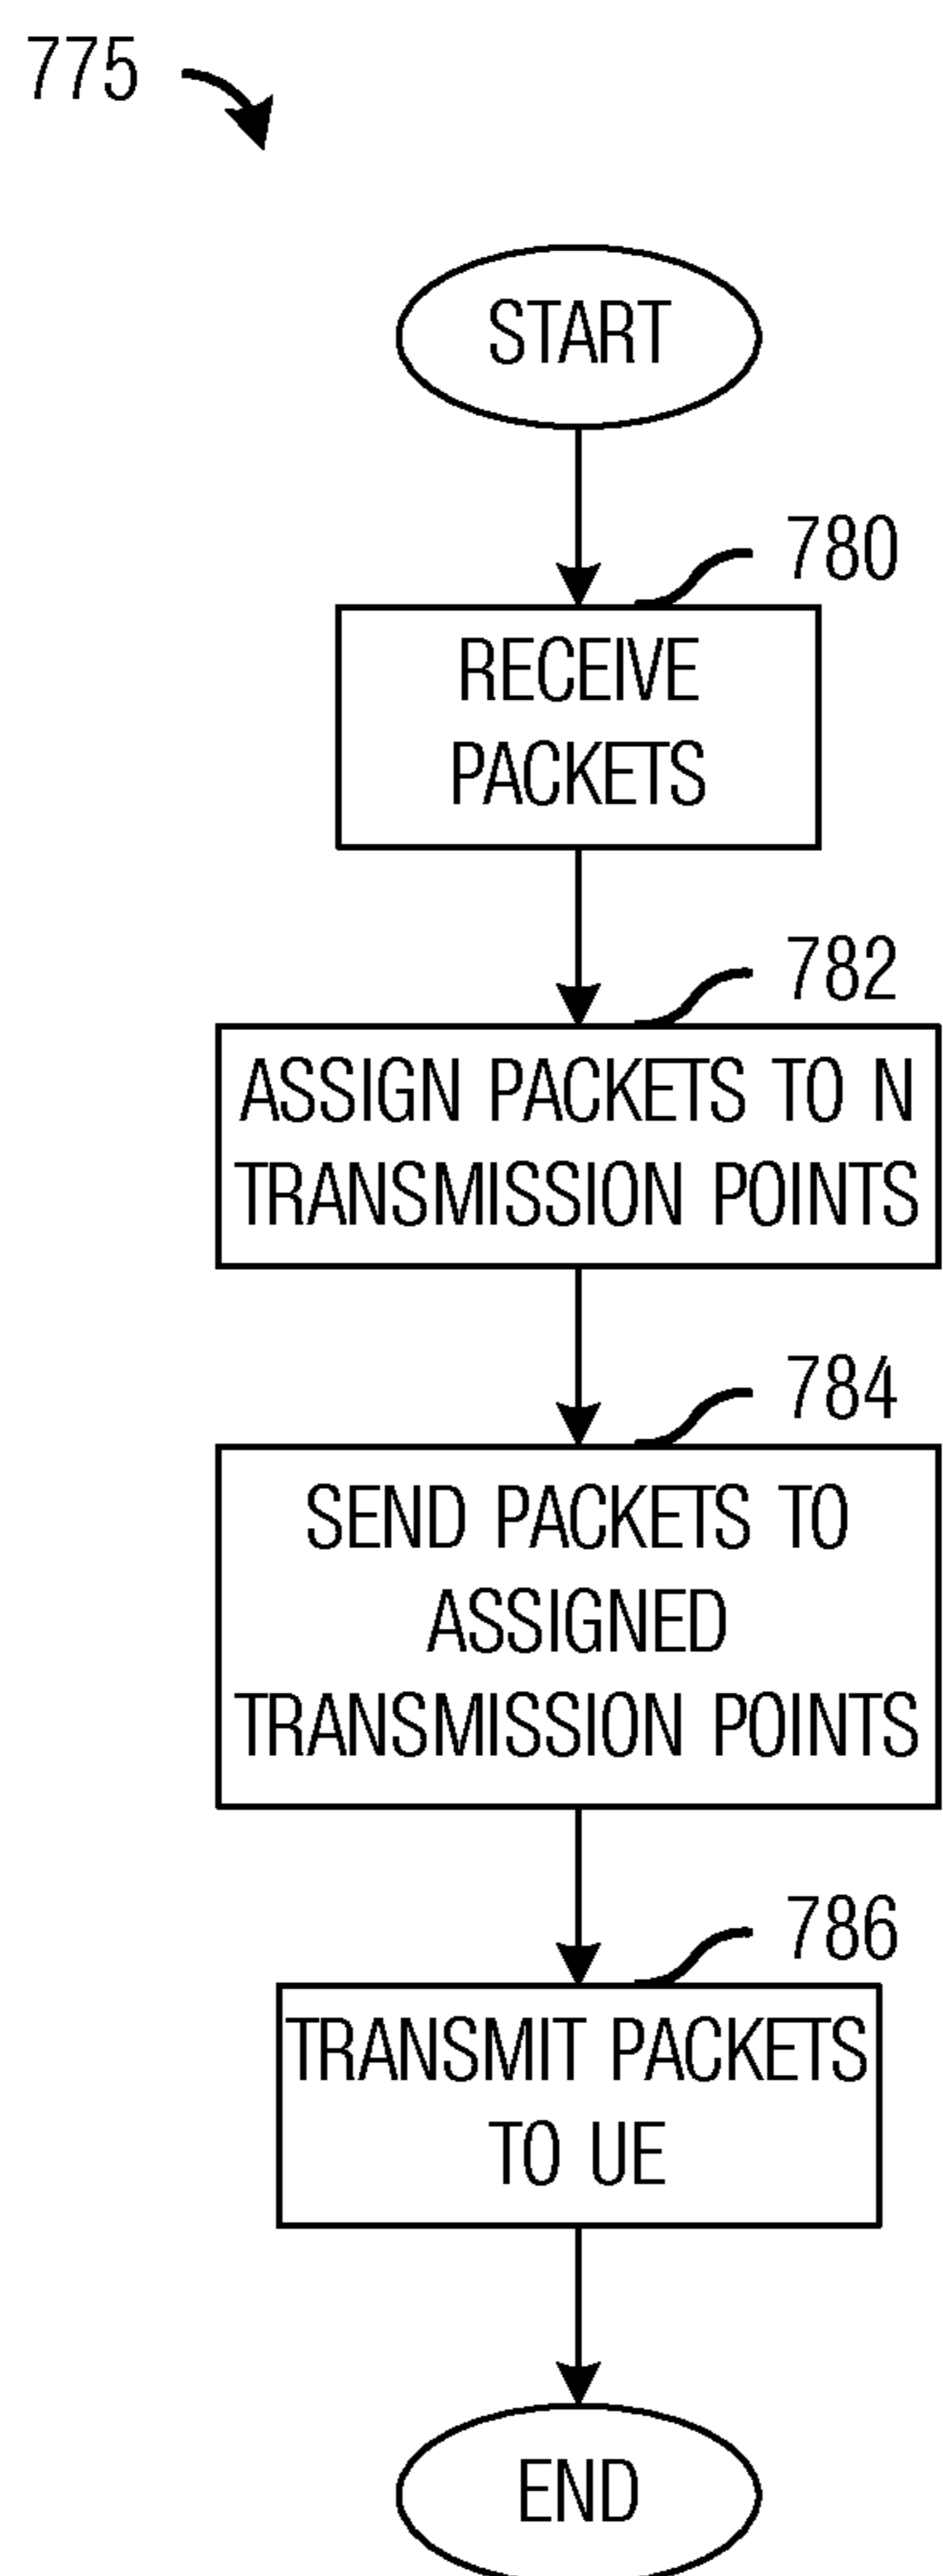 775
START
780
RECEIVE
PACKETS
782
ASSIGN PACKETS TO N
TRANSMISSION POINTS
784
SEND PACKETS TO
ASSIGNED
TRANSMISSION POINTS
786
TRANSMIT PACKETS
TO UE
END